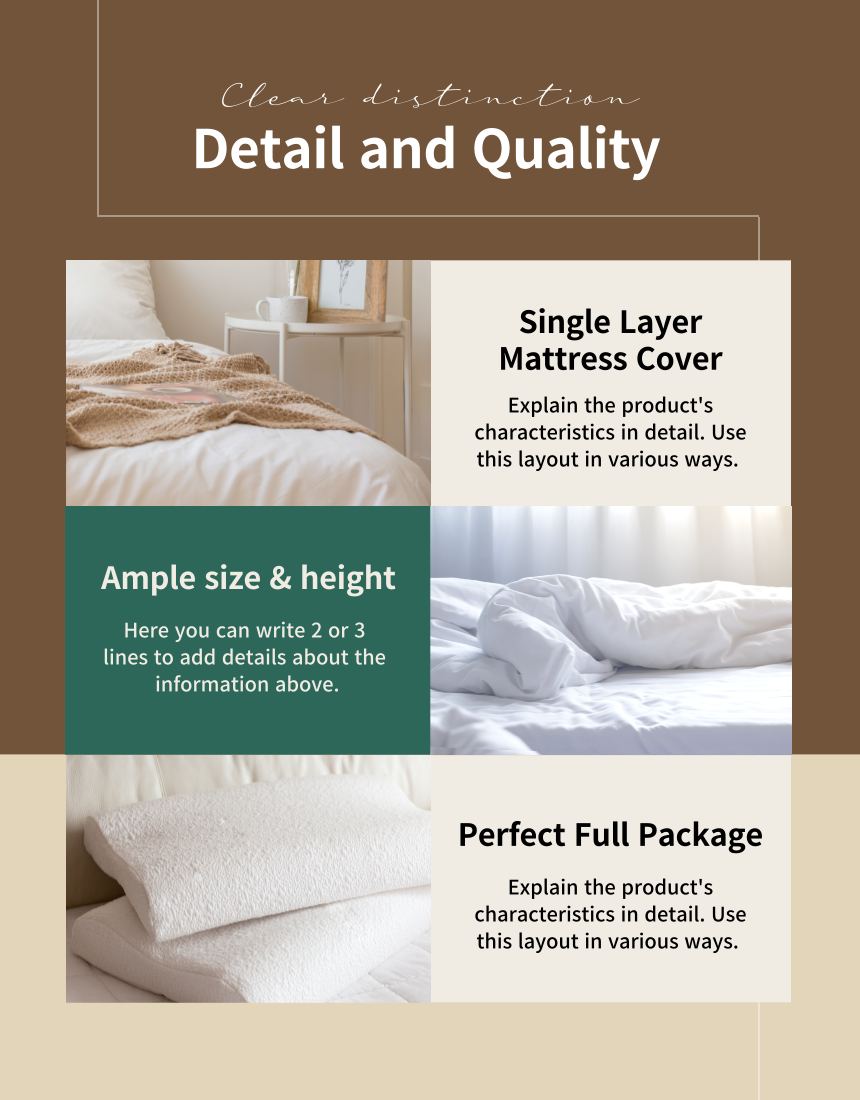 Clear distinction
Detail and Quality
Single Layer
Mattress Cover
Explain the product's
characteristics in detail. Use
this layout in various ways.
Ample size & height
Here you can write 2 or 3
lines to add details about the
information above.
Perfect Full Package
Explain the product's
characteristics in detail. Use
this layout in various ways.